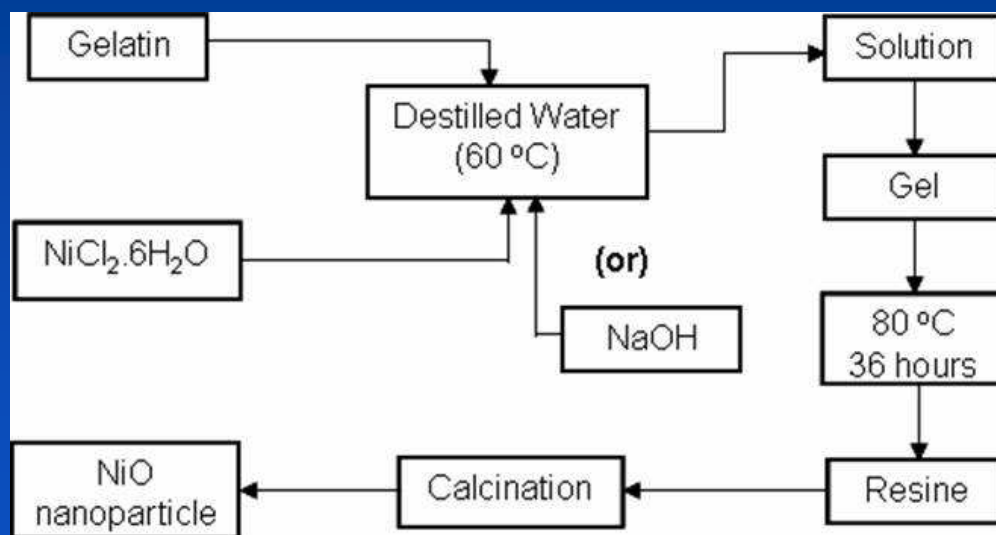 Gelatin
Destilled Water
(60 ºC)
Solution
Gel
NiCl₂.6H₂O
(or)
NaOH
80 ºC
36 hours
NiO
nanoparticle
Calcination
Resine